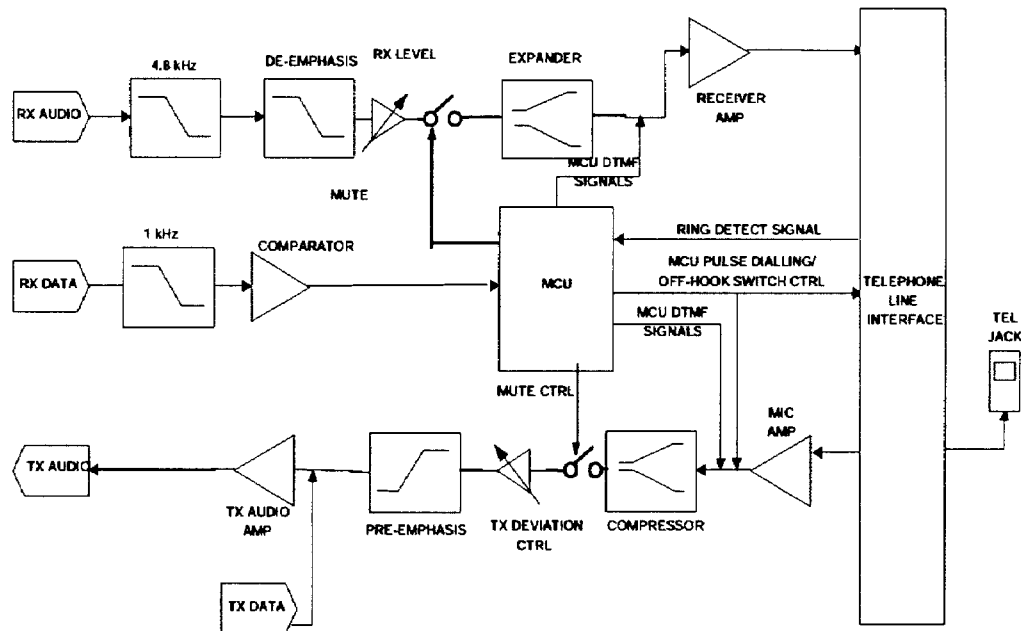 4.8 kHz
DE-EMPHASIS
RX LEVEL
EXPANDER
RX AUDIO
RECEIVER
AMP
MCU DTMF
SIGNALS
MUTE
1 kHz
COMPARATOR
RX DATA
MCU
RING DETECT SIGNAL
MCU PULSE DIALLING/
OFF-HOOK SWITCH CTRL
MCU DTMF
SIGNALS
TELEPHONE
LINE
INTERFACE
TEL
JACK
MUTE CTRL
MIC
AMP
TX AUDIO
TX AUDIO
AMP
PRE-EMPHASIS
TX DEVIATION
CTRL
COMPRESSOR
TX DATA